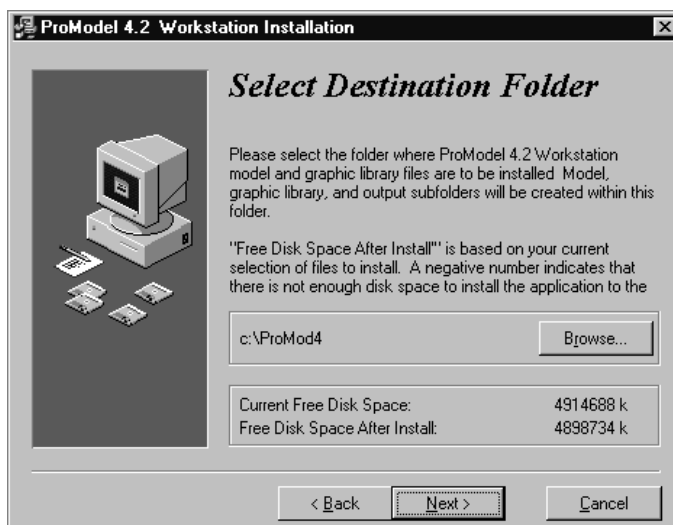 ProModel 4.2 Workstation Installation
Select Destination Folder
Please select the folder where ProModel 4.2 Workstation
model and graphic library files are to be installed Model,
graphic library, and output subfolders will be created within this
folder.
"Free Disk Space After Install'" is based on your current
selection of files to install. A negative number indicates that
there is not enough disk space to install the application to the
c:\ProMod4 Browse...
Current Free Disk Space: 4914688 k
Free Disk Space After Install: 4898734 k
< Back Next > Cancel